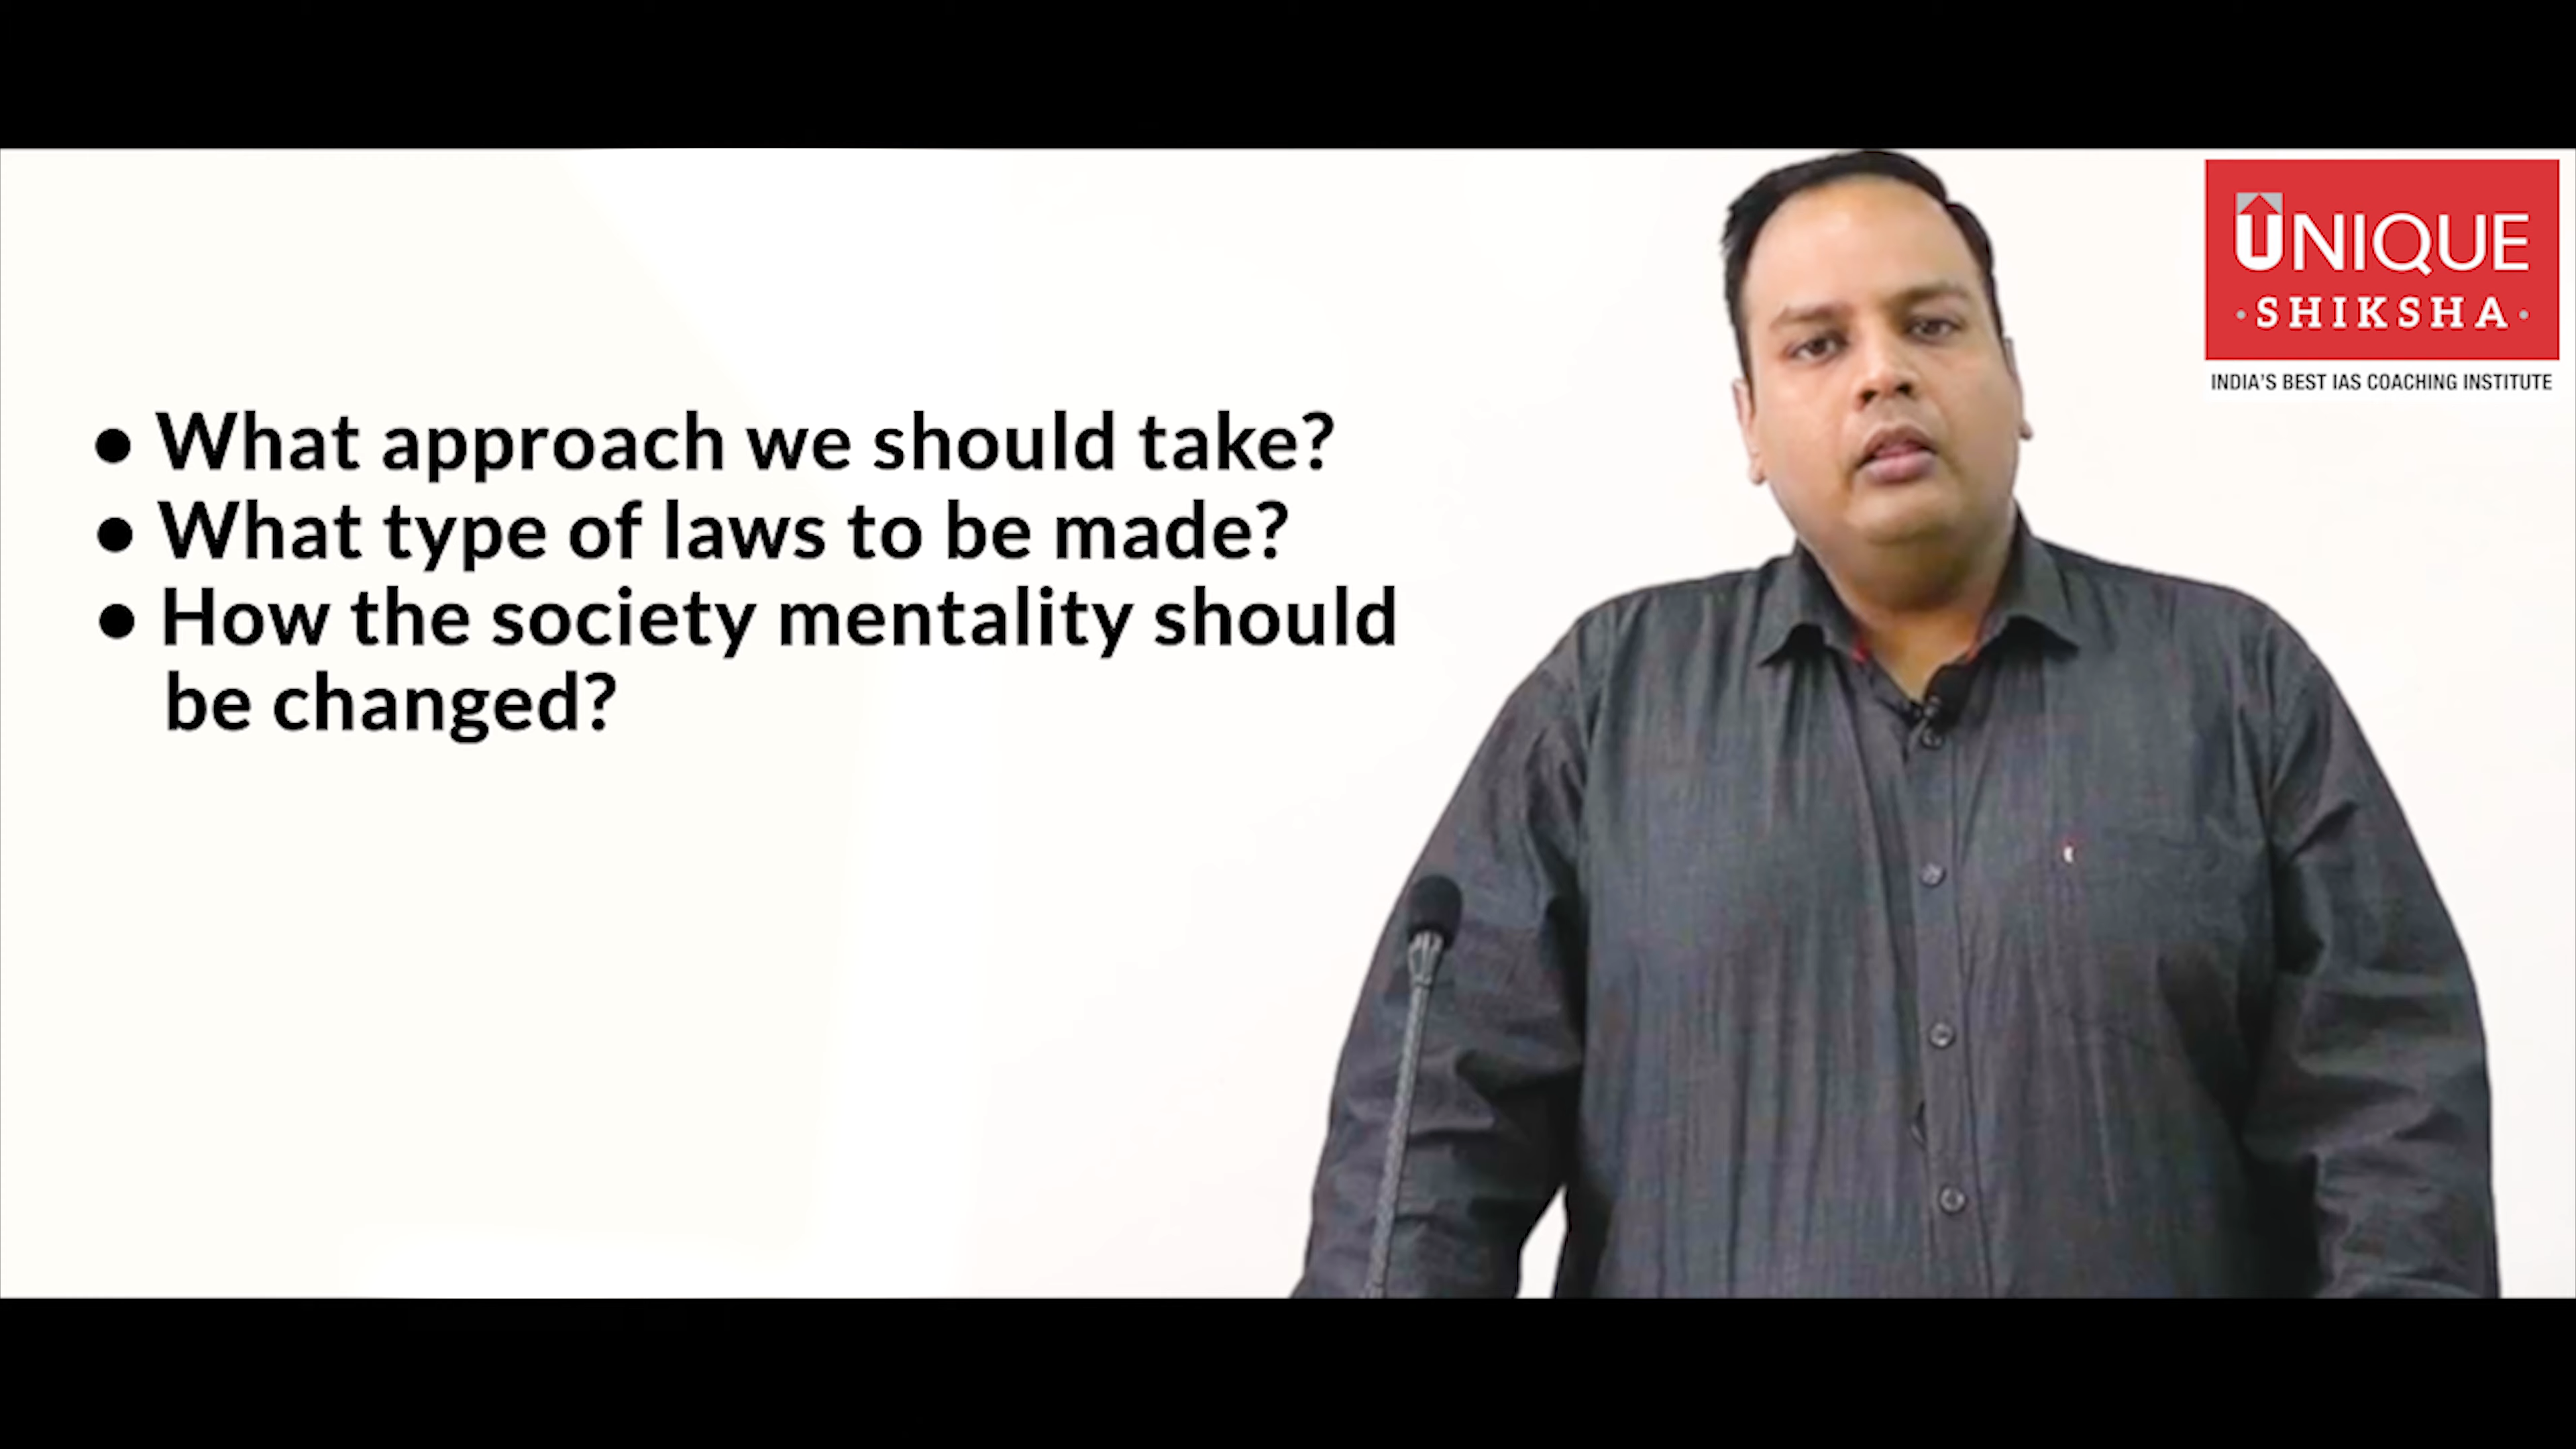 • What approach we should take?
• What type of laws to be made?
• How the society mentality should
be changed?
UNIQUE
·SHIKSHA·
INDIA'S BEST IAS COACHING INSTITUTE